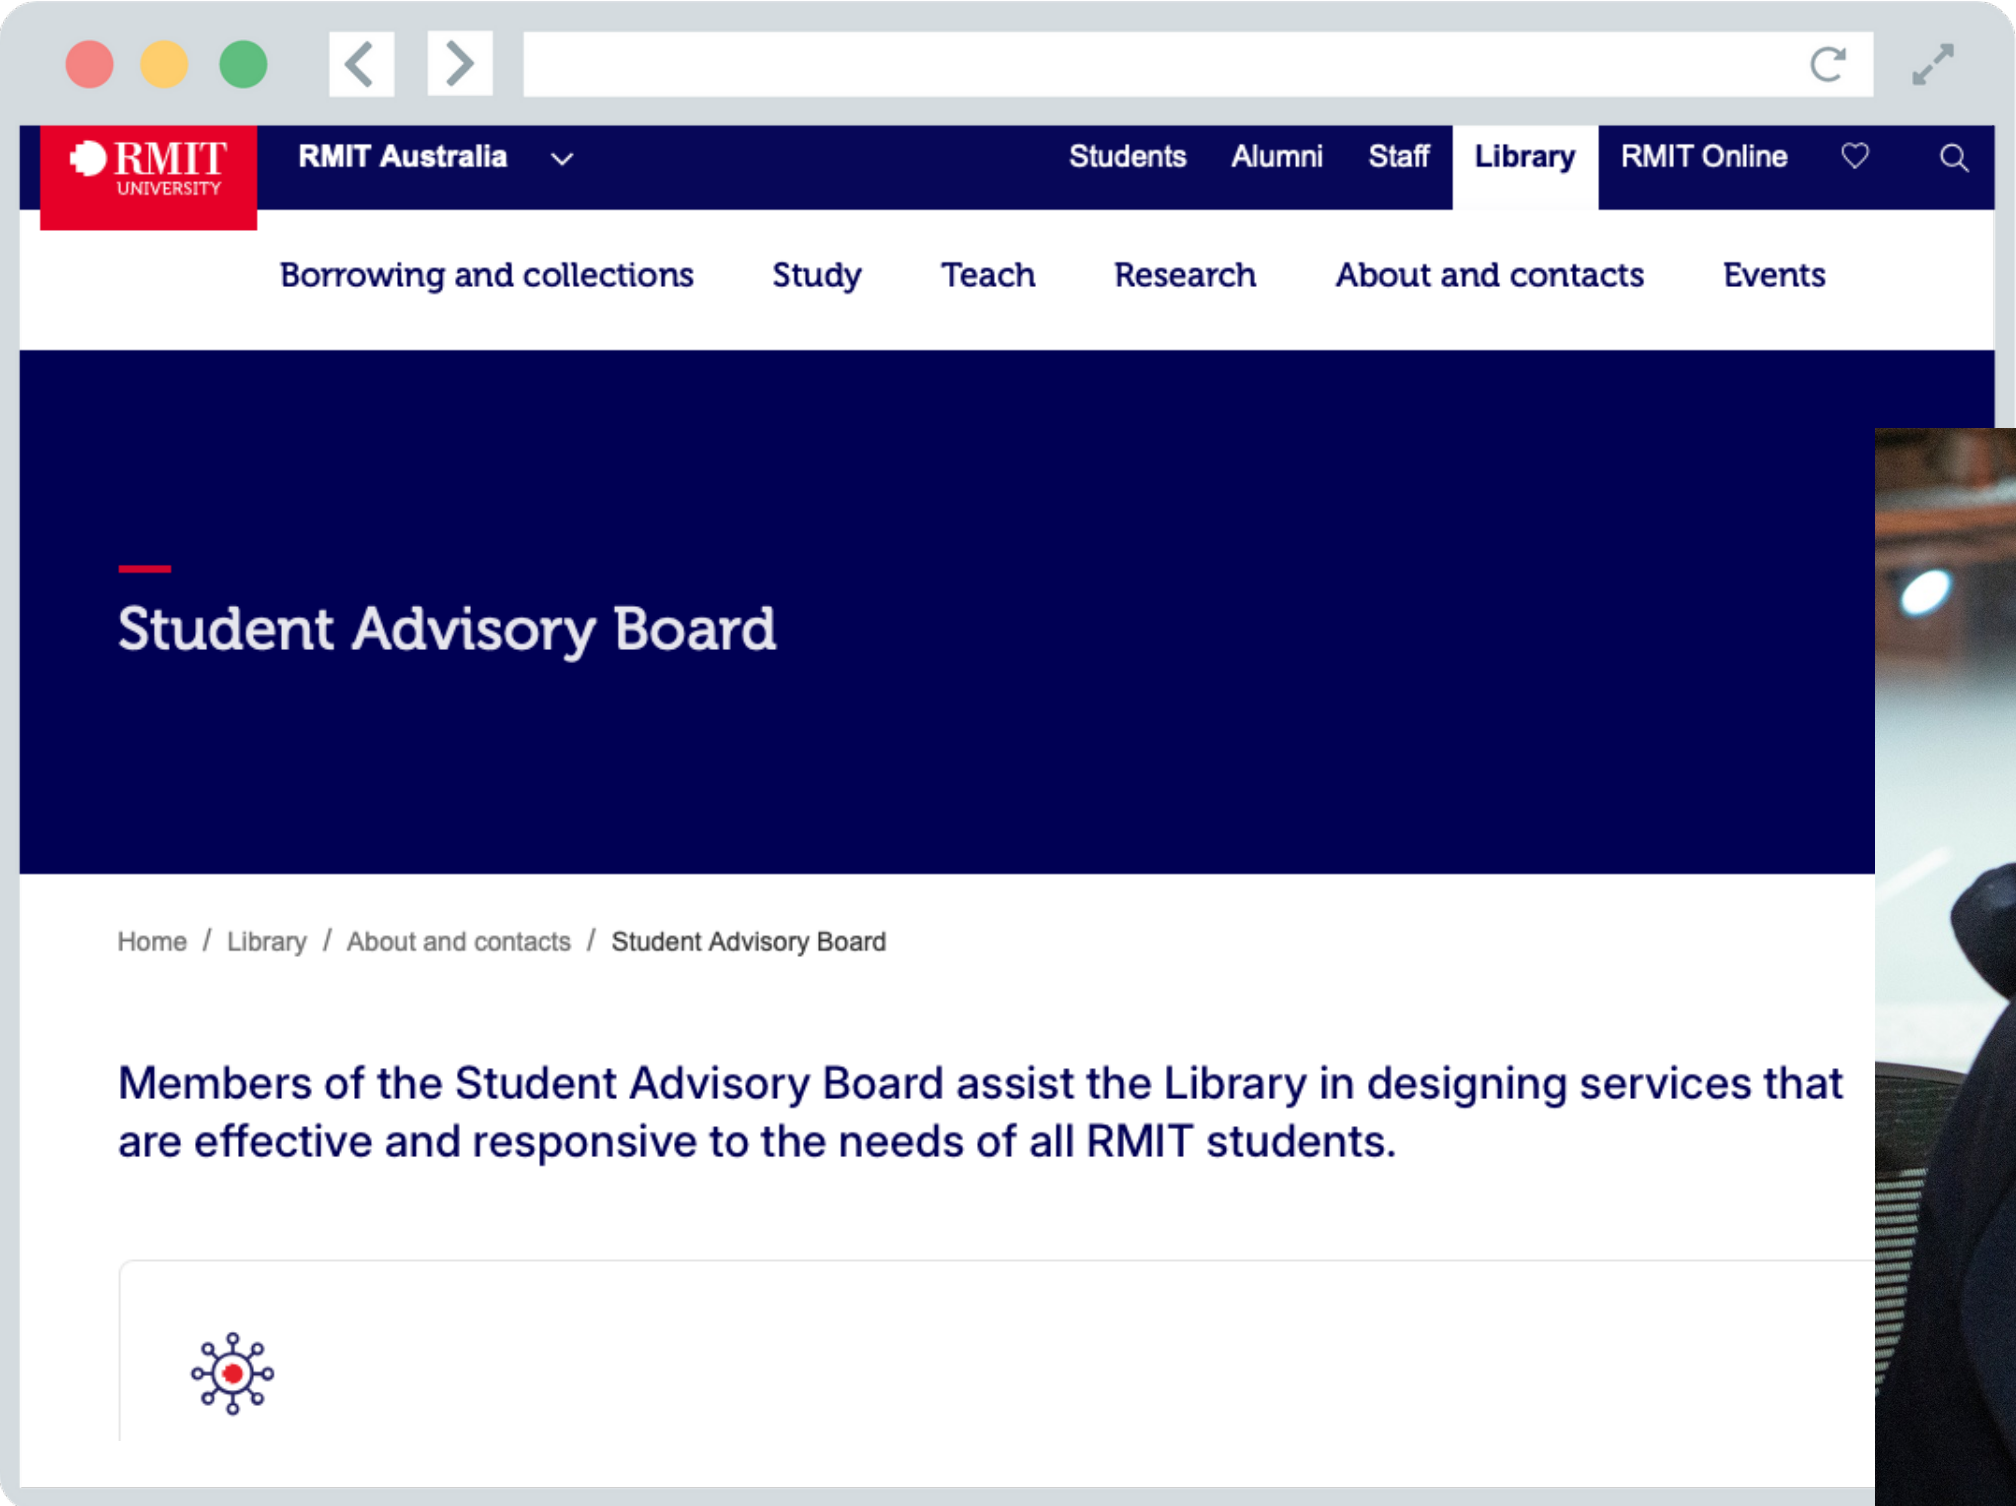 RMIT
UNIVERSITY
RMIT Australia
Students Alumni Staff Library RMIT Online
Borrowing and collections Study Teach Research About and contacts Events
Student Advisory Board
Home / Library / About and contacts / Student Advisory Board
Members of the Student Advisory Board assist the Library in designing services that
are effective and responsive to the needs of all RMIT students.